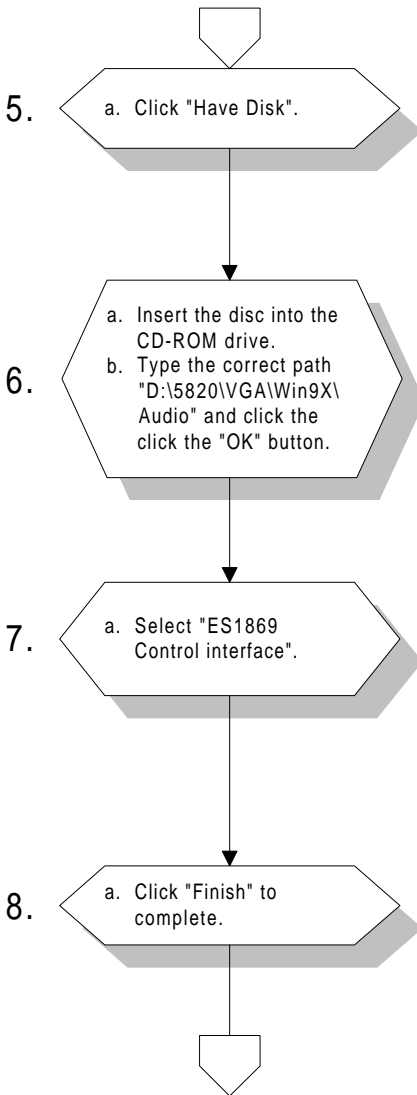 5.
a. Click "Have Disk".
6.
a. Insert the disc into the
CD-ROM drive.
b. Type the correct path
"D:\5820\VGA\Win9X\
Audio" and click the
click the "OK" button.
7.
a. Select "ES1869
Control interface".
8.
a. Click "Finish" to
complete.